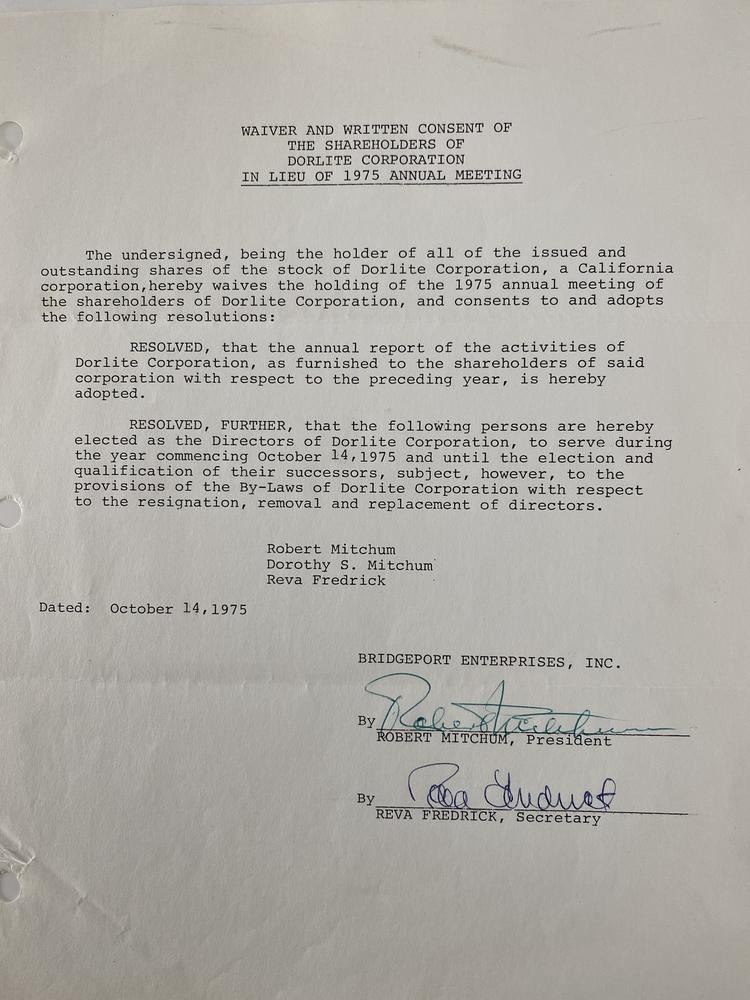 WAIVER AND WRITTEN CONSENT OF
THE SHAREHOLDERS OF
DORLITE CORPORATION
IN LIEU OF 1975 ANNUAL MEETING
The undersigned, being the holder of all of the issued and
outstanding shares of the stock of Dorlite Corporation, a California
corporation,hereby waives the holding of the 1975 annual meeting of
the shareholders of Dorlite Corporation, and consents to and adopts
the following resolutions:
RESOLVED, that the annual report of the activities of
Dorlite Corporation, as furnished to the shareholders of said
corporation with respect to the preceding year, is hereby
adopted.
RESOLVED, FURTHER, that the following persons are hereby
elected as the Directors of Dorlite Corporation, to serve during
the year commencing October 14,1975 and until the election and
qualification of their successors, subject, however, to the
provisions of the By-Laws of Dorlite Corporation with respect
to the resignation, removal and replacement of directors.
Robert Mitchum
Dorothy S. Mitchum
Reva Fredrick
Dated: October 14,1975
BRIDGEPORT ENTERPRISES, INC.
By Robert Mitchum
ROBERT MITCHUM, President
By Reva Fredrick
REVA FREDRICK, Secretary